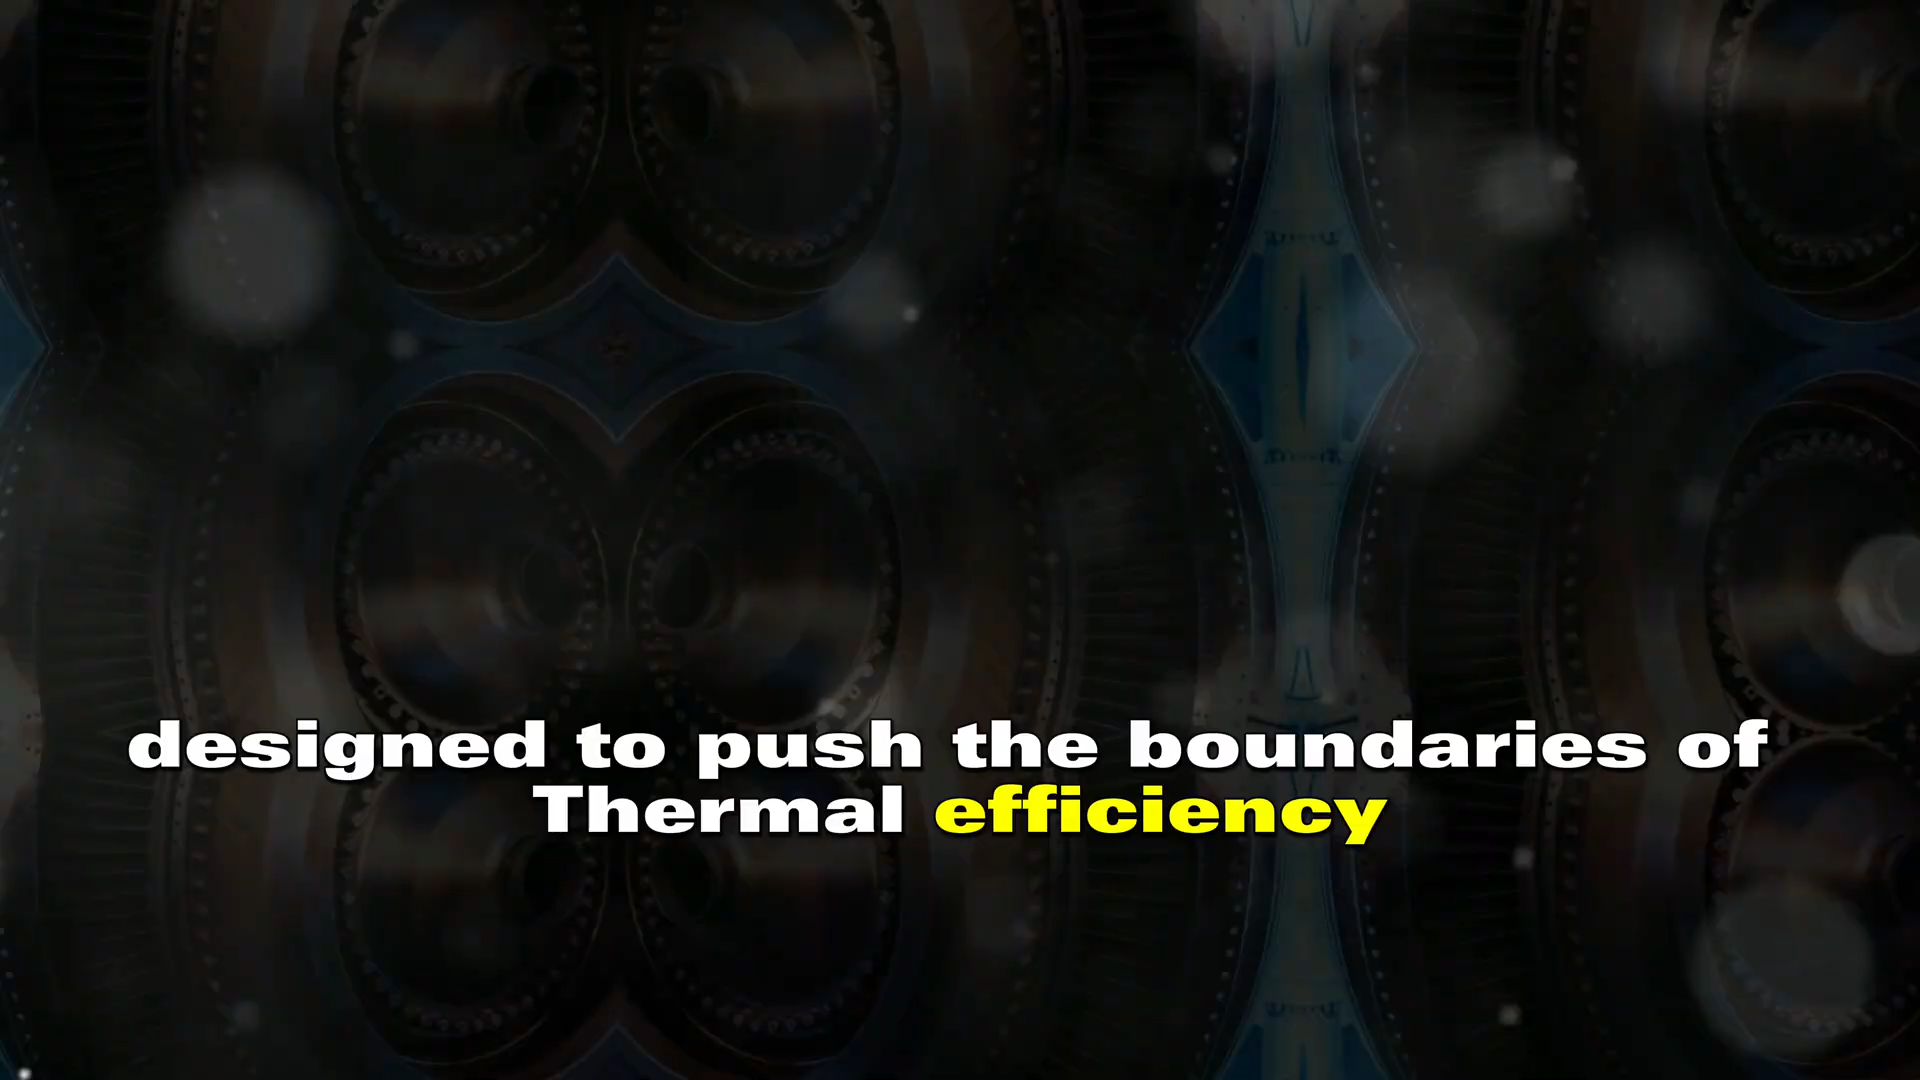 designed to push the boundaries of
Thermal efficiency